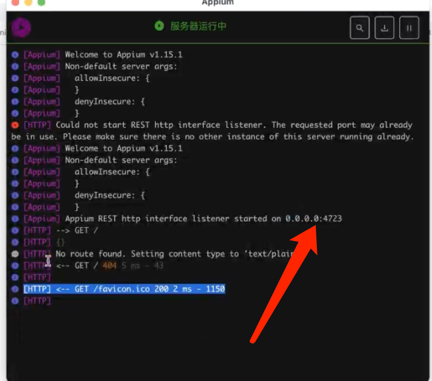 Appium
服务器运行中
[Appium] Welcome to Appium v1.15.1
[Appium] Non-default server args:
[Appium]   allowInsecure: {
[Appium]   }
[Appium]   denyInsecure: {
[Appium]   }
[HTTP] Could not start REST http interface listener. The requested port may already
be in use. Please make sure there is no other instance of this server running already.
[Appium] Welcome to Appium v1.15.1
[Appium] Non-default server args:
[Appium]   allowInsecure: {
[Appium]   }
[Appium]   denyInsecure: {
[Appium]   }
[Appium] Appium REST http interface listener started on 0.0.0.0:4723
[HTTP] --> GET /
[HTTP] {}
[HTTP] No route found. Setting content type to 'text/plain
[HTTP] <-- GET / 404 5 ms - 43
[HTTP]
[HTTP] <-- GET /favicon.ico 200 2 ms - 1150
[HTTP]